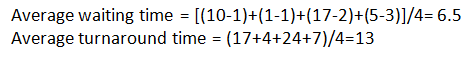 Average waiting time = [(10-1)+(1-1)+(17-2)+(5-3)]/4= 6.5
Average turnaround time = (17+4+24+7)/4=13